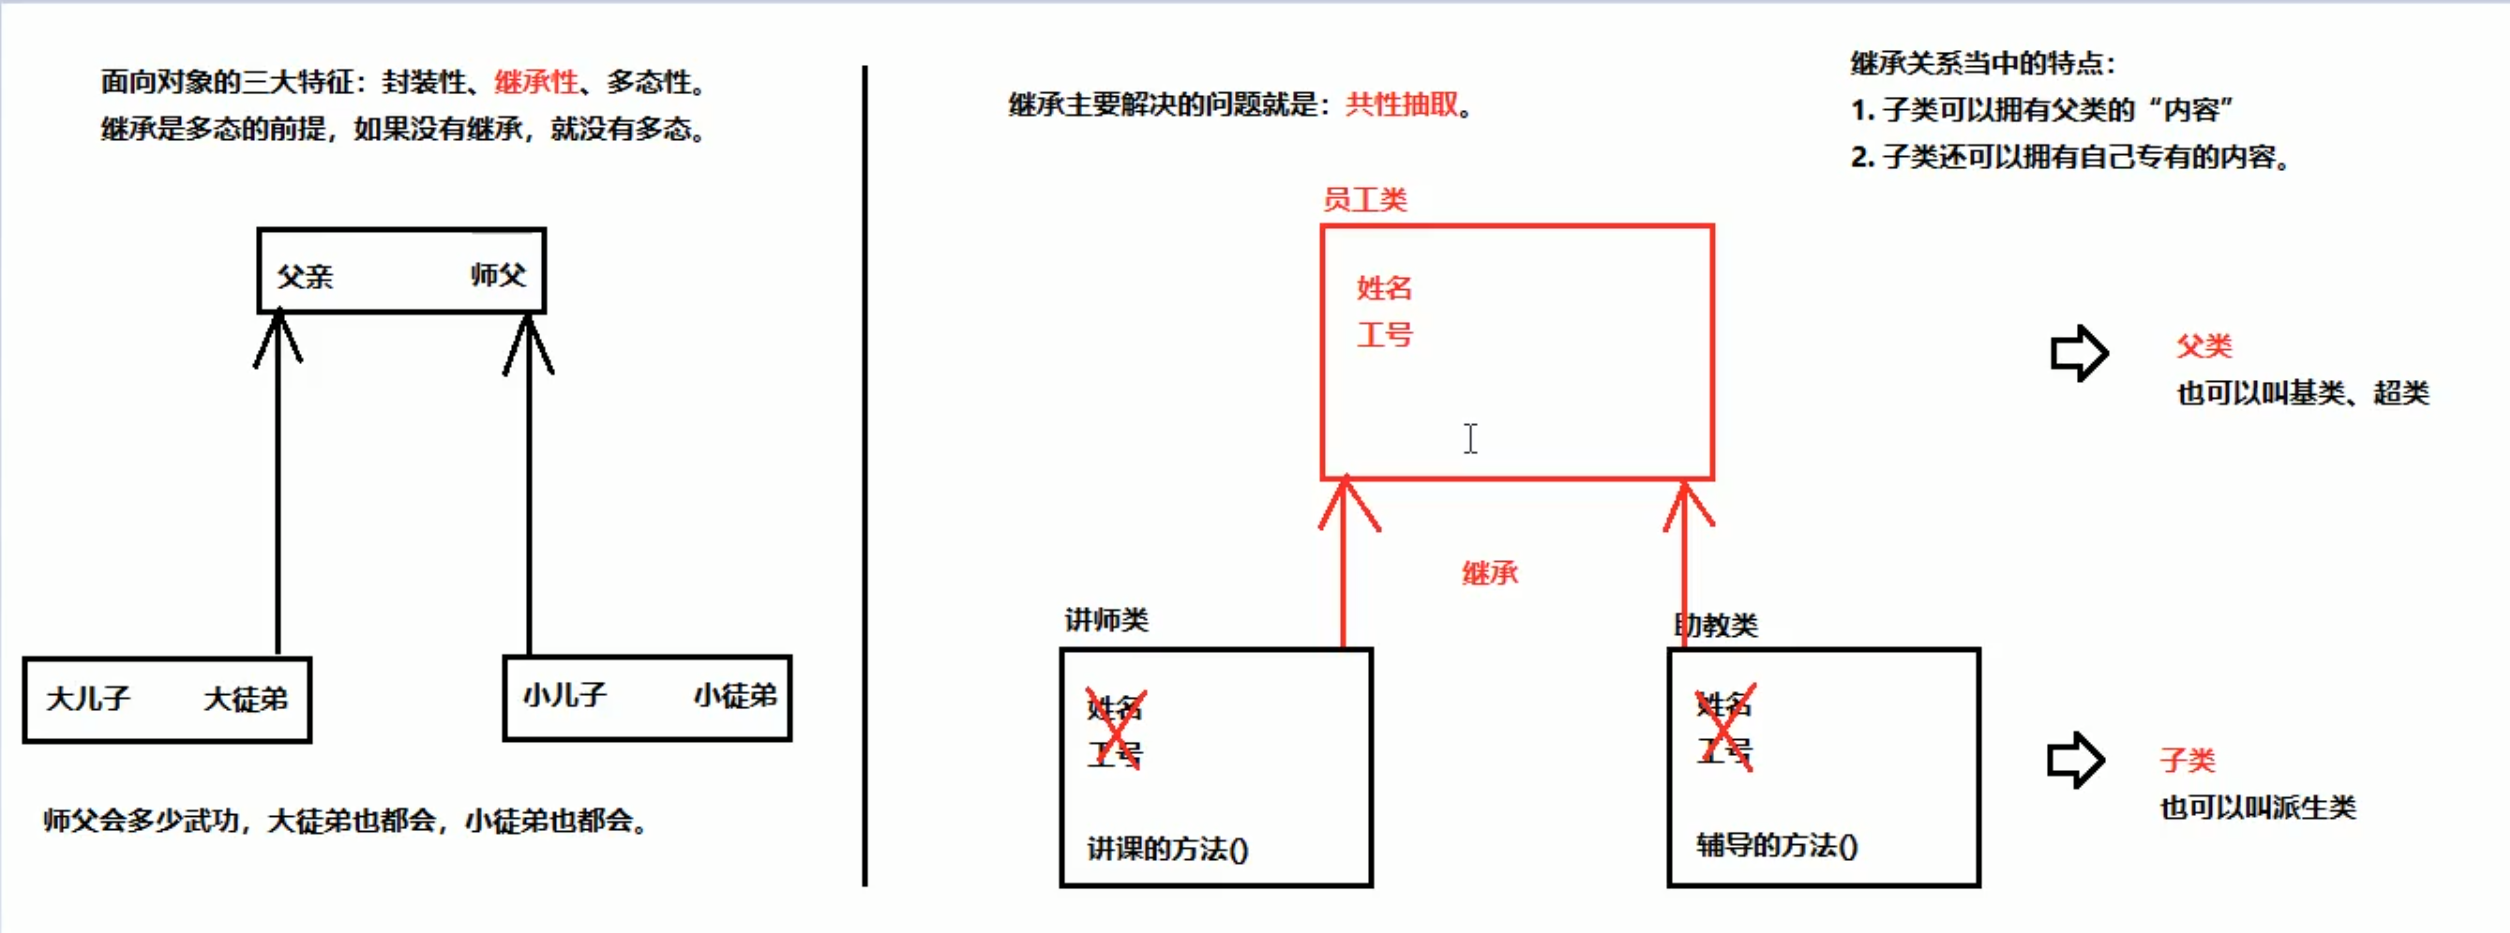 面向对象的三大特征：封装性、继承性、多态性。
继承是多态的前提，如果没有继承，就没有多态。
父亲 师父
大儿子 大徒弟
小儿子 小徒弟
师父会多少武功，大徒弟也都会，小徒弟也都会。
继承主要解决的问题就是：共性抽取。
继承关系当中的特点：
1. 子类可以拥有父类的“内容”
2. 子类还可以拥有自己专有的内容。
员工类
姓名
工号
父类
也可以叫基类、超类
继承
讲师类
姓名
工号
讲课的方法()
助教类
姓名
工号
辅导的方法()
子类
也可以叫派生类